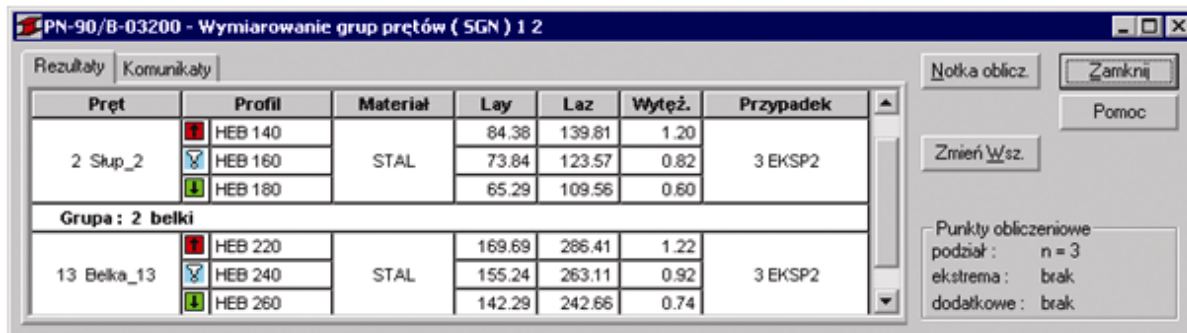 PN-90/B-03200 - Wymiarowanie grup prętów ( SGN ) 1 2
Rezultaty Komunikaty
Pręt Profil Materiał Lay Laz Wytęż. Przypadek
HEB 140 84.38 139.81 1.20
2 Słup_2 HEB 160 STAL 73.84 123.57 0.82 3 EKSP2
HEB 180 65.29 109.56 0.60
Grupa : 2 belki
HEB 220 169.69 286.41 1.22
13 Belka_13 HEB 240 STAL 155.24 263.11 0.92 3 EKSP2
HEB 260 142.29 242.66 0.74
Notka oblicz. Zamknij
Pomoc
Zmień Wsz.
Punkty obliczeniowe
podział : n = 3
ekstrema : brak
dodatkowe : brak